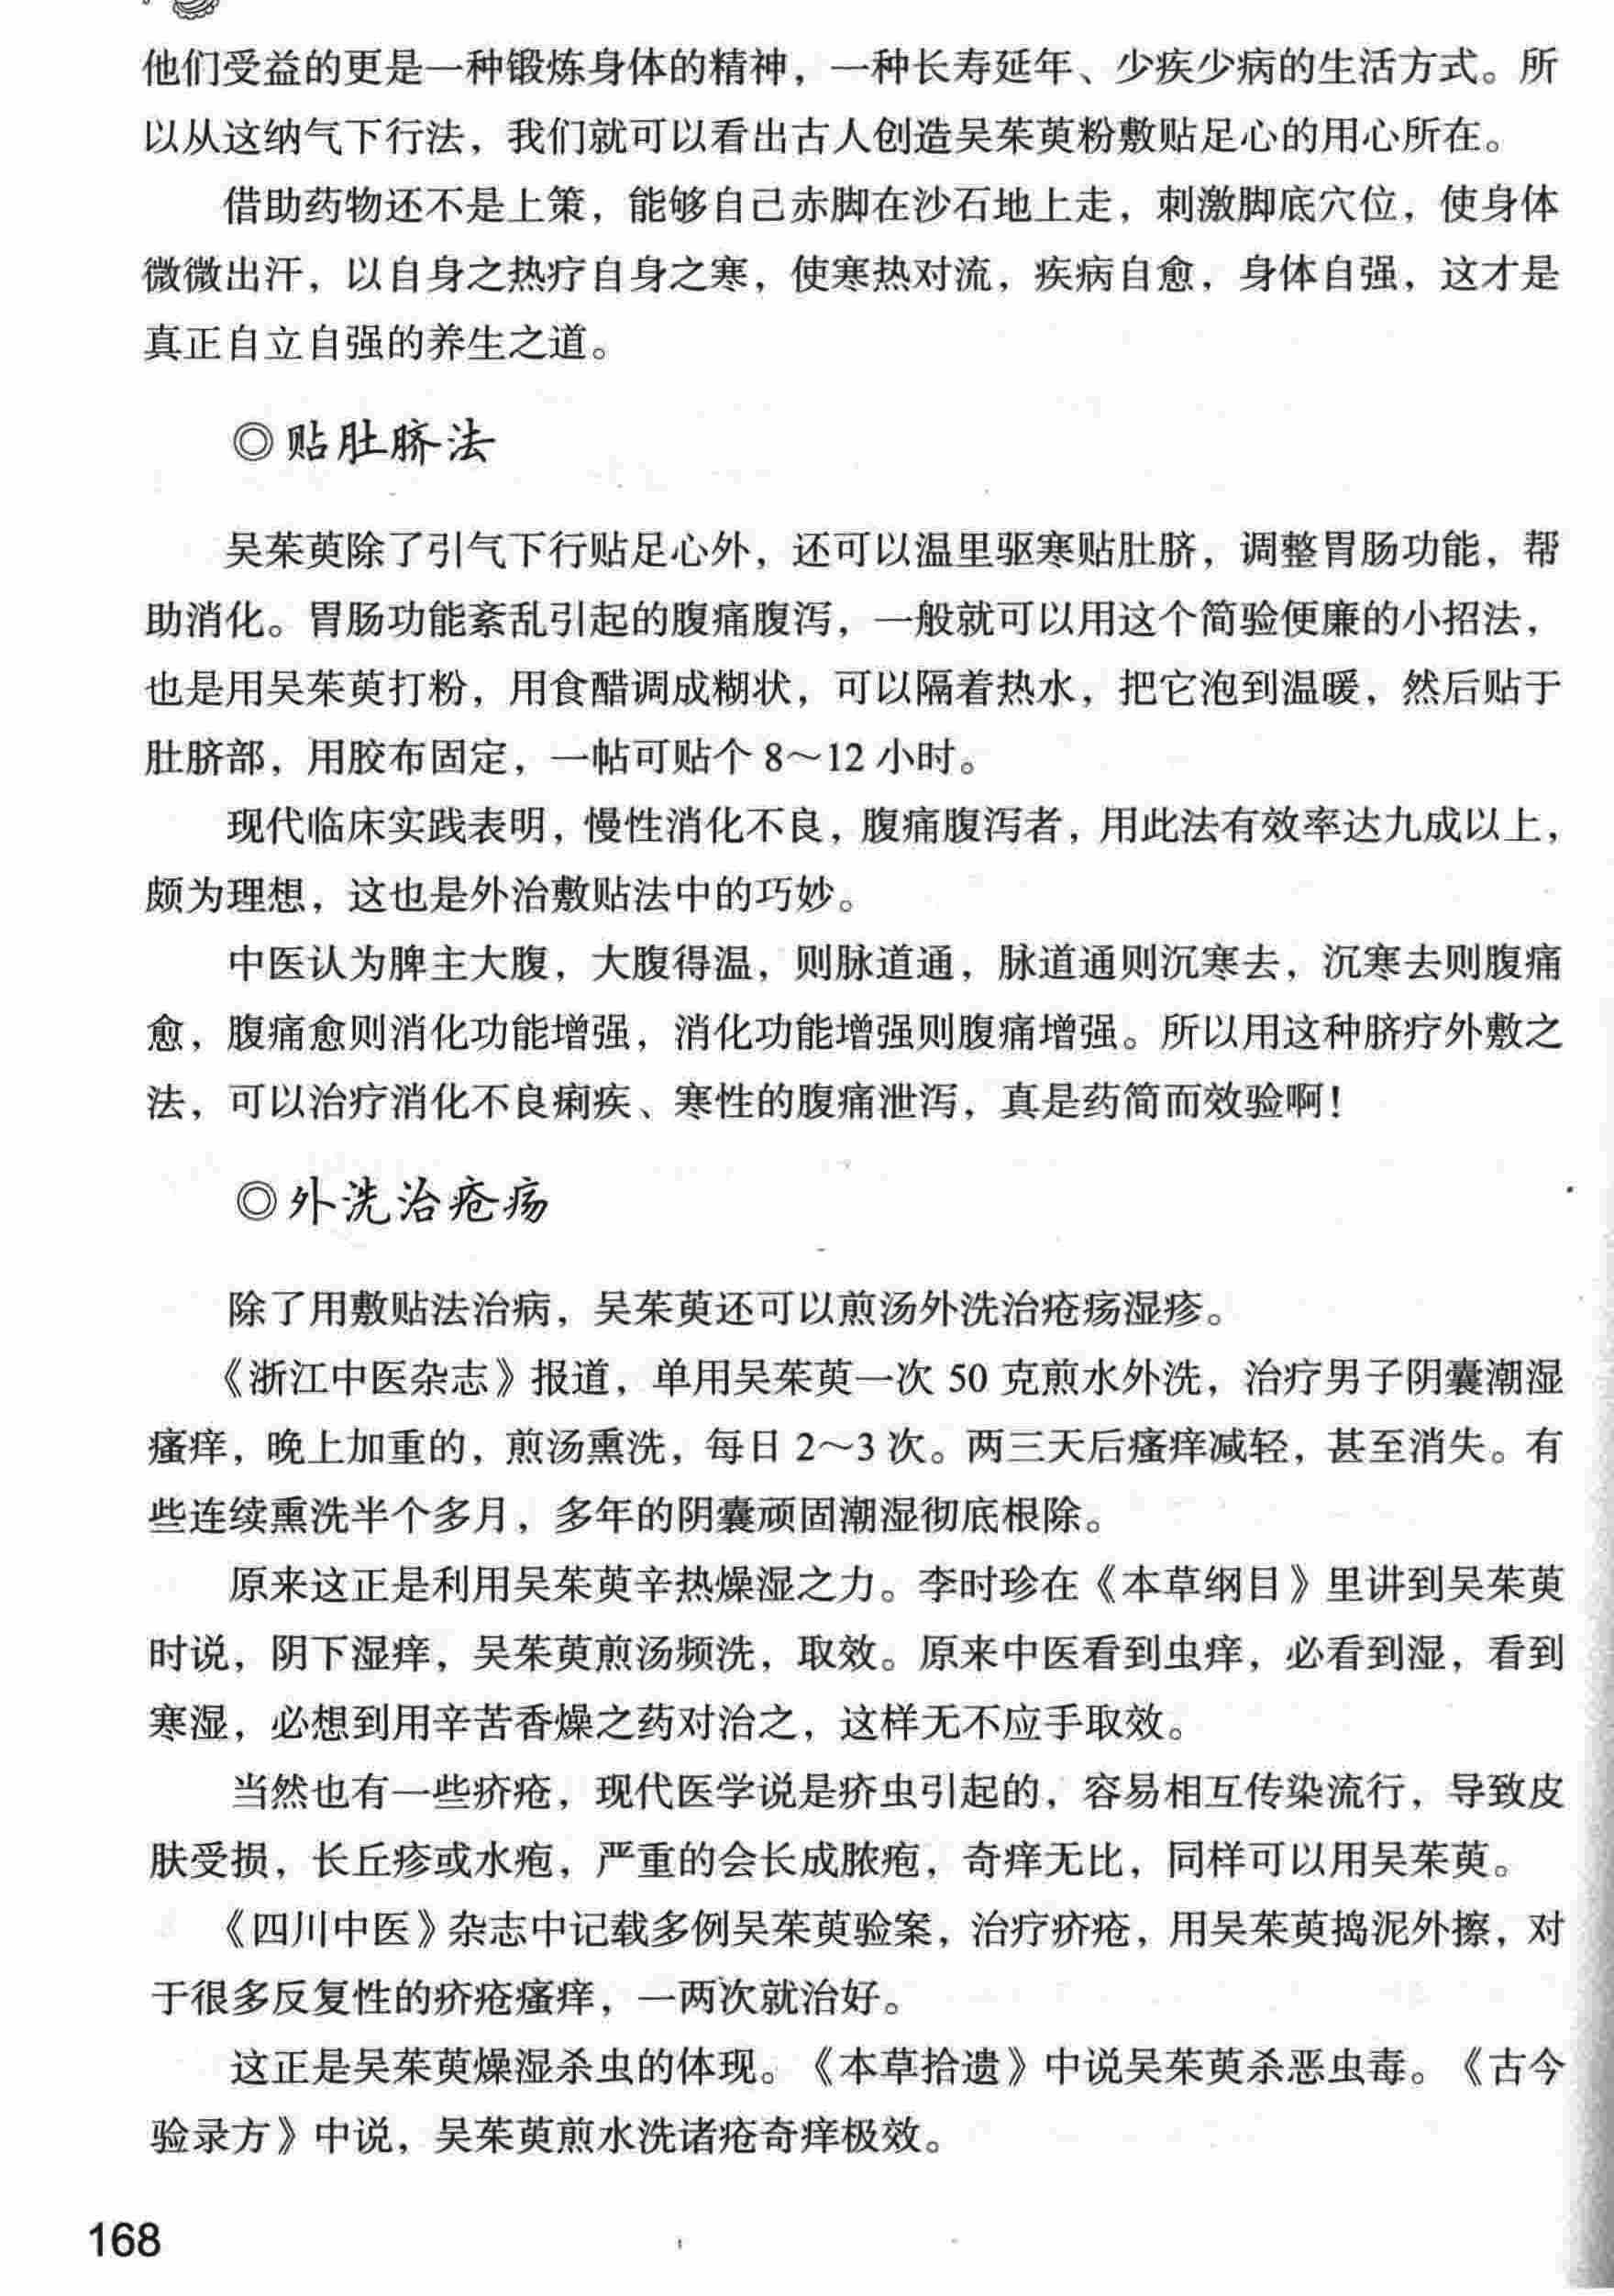 他们受益的更是一种锻炼身体的精神，一种长寿延年、少疾少病的生活方式。所
以从这纳气下行法，我们就可以看出古人创造吴茱萸粉敷贴足心的用心所在。
借助药物还不是上策，能够自己赤脚在沙石地上走，刺激脚底穴位，使身体
微微出汗，以自身之热疗自身之寒，使寒热对流，疾病自愈，身体自强，这才是
真正自立自强的养生之道。
◎贴肚脐法
吴茱萸除了引气下行贴足心外，还可以温里驱寒贴肚脐，调整胃肠功能，帮
助消化。胃肠功能紊乱引起的腹痛腹泻，一般就可以用这个简验便廉的小招法，
也是用吴茱萸打粉，用食醋调成糊状，可以隔着热水，把它泡到温暖，然后贴于
肚脐部，用胶布固定，一帖可贴个 8～12 小时。
现代临床实践表明，慢性消化不良，腹痛腹泻者，用此法有效率达九成以上，
颇为理想，这也是外治敷贴法中的巧妙。
中医认为脾主大腹，大腹得温，则脉道通，脉道通则沉寒去，沉寒去则腹痛
愈，腹痛愈则消化功能增强，消化功能增强则腹痛增强。所以用这种脐疗外敷之
法，可以治疗消化不良痢疾、寒性的腹痛泄泻，真是药简而效验啊！
◎外洗治疮疡
除了用敷贴法治病，吴茱萸还可以煎汤外洗治疮疡湿疹。
《浙江中医杂志》报道，单用吴茱萸一次 50 克煎水外洗，治疗男子阴囊潮湿
瘙痒，晚上加重的，煎汤熏洗，每日 2～3 次。两三天后瘙痒减轻，甚至消失。有
些连续熏洗半个多月，多年的阴囊顽固潮湿彻底根除。
原来这正是利用吴茱萸辛热燥湿之力。李时珍在《本草纲目》里讲到吴茱萸
时说，阴下湿痒，吴茱萸煎汤频洗，取效。原来中医看到虫痒，必看到湿，看到
寒湿，必想到用辛苦香燥之药对治之，这样无不应手取效。
当然也有一些疥疮，现代医学说是疥虫引起的，容易相互传染流行，导致皮
肤受损，长丘疹或水疱，严重的会长成脓疱，奇痒无比，同样可以用吴茱萸。
《四川中医》杂志中记载多例吴茱萸验案，治疗疥疮，用吴茱萸捣泥外擦，对
于很多反复性的疥疮瘙痒，一两次就治好。
这正是吴茱萸燥湿杀虫的体现。《本草拾遗》中说吴茱萸杀恶虫毒。《古今
验录方》中说，吴茱萸煎水洗诸疮奇痒极效。
168